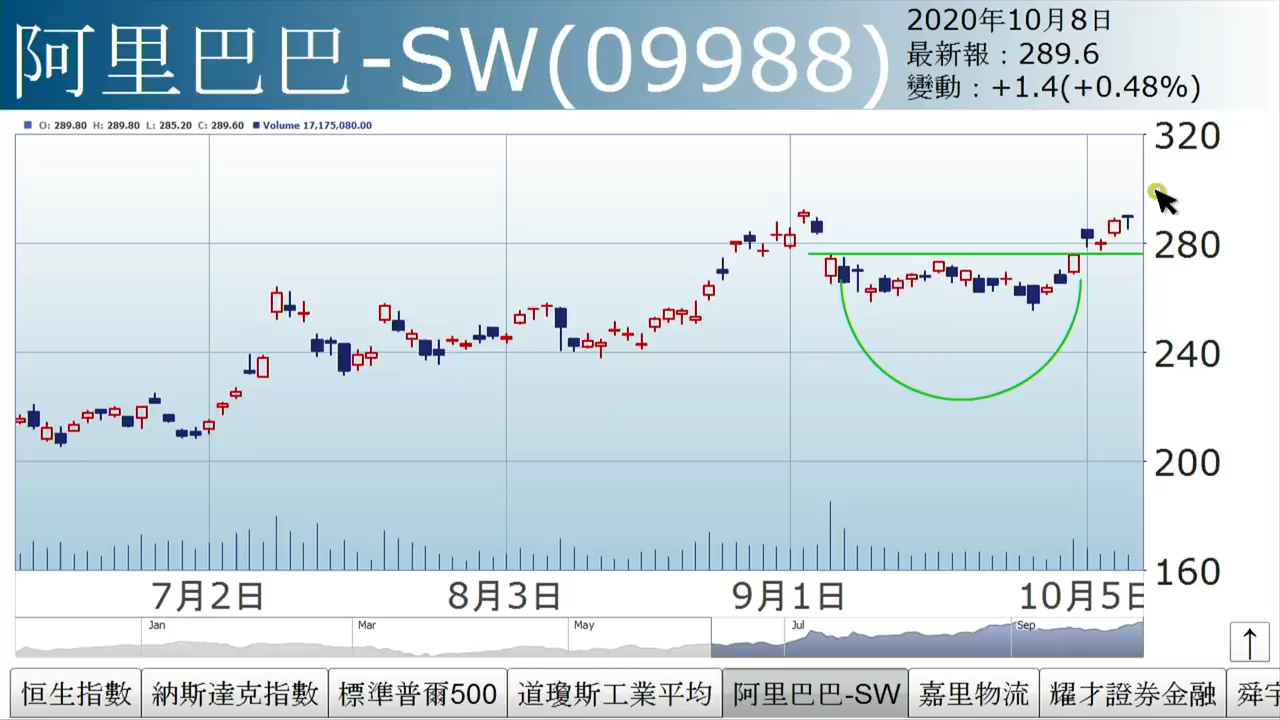 阿里巴巴-SW(09988)
2020年10月8日
最新報：289.6
變動：+1.4(+0.48%)
O: 289.80 H: 289.80 L: 285.20 C: 289.60 Volume 17,175,080.00
320
280
240
200
160
7月2日 8月3日 9月1日 10月5日
Jan Mar May Jul Sep
↑
恒生指數 納斯達克指數 標準普爾500 道瓊斯工業平均 阿里巴巴-SW 嘉里物流 耀才證券金融 舜宇